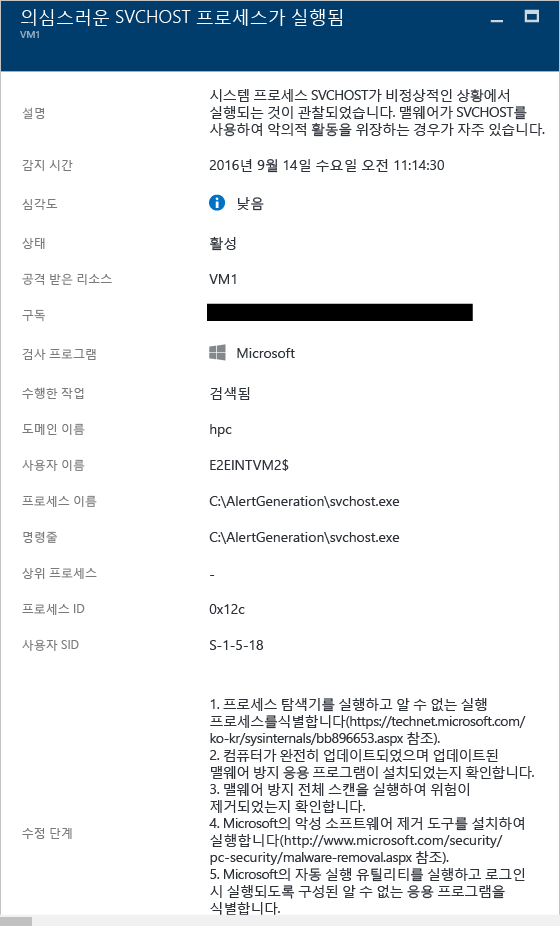 의심스러운 SVCHOST 프로세스가 실행됨
VM1
설명
시스템 프로세스 SVCHOST가 비정상적인 상황에서
실행되는 것이 관찰되었습니다. 맬웨어가 SVCHOST를
사용하여 악의적 활동을 위장하는 경우가 자주 있습니다.
감지 시간
2016년 9월 14일 수요일 오전 11:14:30
심각도
낮음
상태
활성
공격 받은 리소스
VM1
구독
검사 프로그램
Microsoft
수행한 작업
검색됨
도메인 이름
hpc
사용자 이름
E2EINTVM2$
프로세스 이름
C:\AlertGeneration\svchost.exe
명령줄
C:\AlertGeneration\svchost.exe
상위 프로세스
-
프로세스 ID
0x12c
사용자 SID
S-1-5-18
수정 단계
1. 프로세스 탐색기를 실행하고 알 수 없는 실행
프로세스를식별합니다(https://technet.microsoft.com/
ko-kr/sysinternals/bb896653.aspx 참조).
2. 컴퓨터가 완전히 업데이트되었으며 업데이트된
맬웨어 방지 응용 프로그램이 설치되었는지 확인합니다.
3. 맬웨어 방지 전체 스캔을 실행하여 위험이
제거되었는지 확인합니다.
4. Microsoft의 악성 소프트웨어 제거 도구를 설치하여
실행합니다(http://www.microsoft.com/security/
pc-security/malware-removal.aspx 참조).
5. Microsoft의 자동 실행 유틸리티를 실행하고 로그인
시 실행되도록 구성된 알 수 없는 응용 프로그램을
식별합니다.